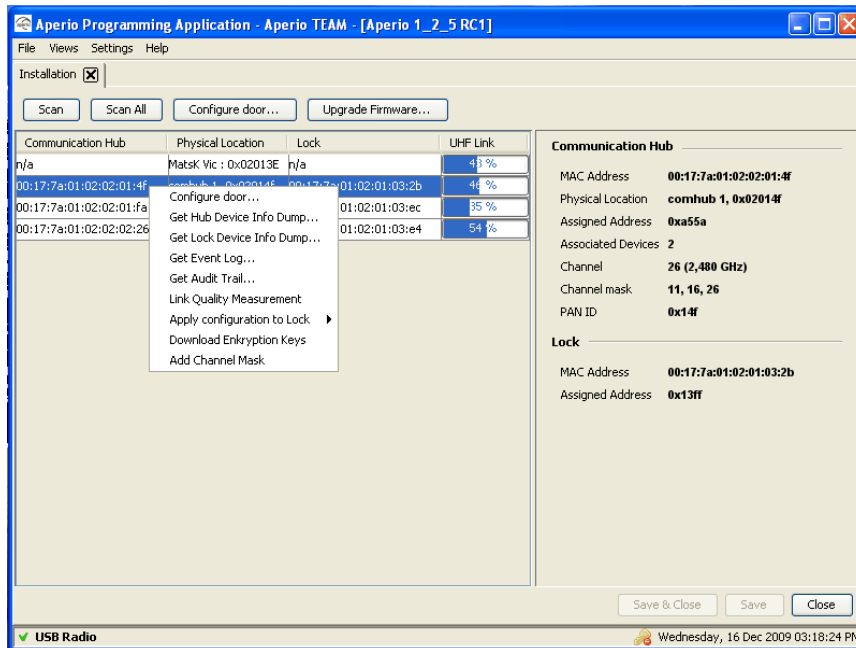 Aperio Programming Application - Aperio TEAM - [Aperio 1_2_5 RC1]
File Views Settings Help
Installation
Scan Scan All Configure door... Upgrade Firmware...
Communication Hub Physical Location Lock UHF Link
n/a MatsK Vic : 0x02013E n/a 43 %
00:17:7a:01:02:02:01:4f comhub 1, 0x02014f 00:17:7a:01:02:01:03:2b 46 %
00:17:7a:01:02:02:01:fa 01:02:01:03:ec 35 %
00:17:7a:01:02:02:02:26 01:02:01:03:e4 54 %
Configure door...
Get Hub Device Info Dump...
Get Lock Device Info Dump...
Get Event Log...
Get Audit Trail...
Link Quality Measurement
Apply configuration to Lock
Download Enkryption Keys
Add Channel Mask
Communication Hub
MAC Address 00:17:7a:01:02:02:01:4f
Physical Location comhub 1, 0x02014f
Assigned Address 0xa55a
Associated Devices 2
Channel 26 (2,480 GHz)
Channel mask 11, 16, 26
PAN ID 0x14f
Lock
MAC Address 00:17:7a:01:02:01:03:2b
Assigned Address 0x13ff
Save & Close Save Close
USB Radio Wednesday, 16 Dec 2009 03:18:24 PM